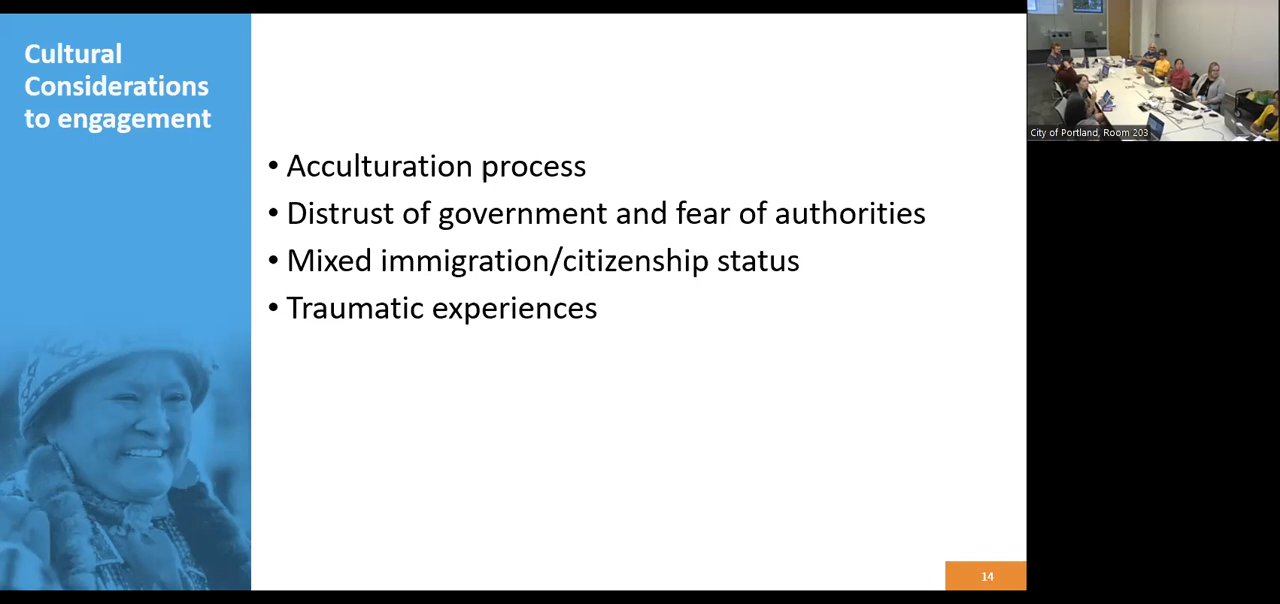 Cultural
Considerations
to engagement
• Acculturation process
• Distrust of government and fear of authorities
• Mixed immigration/citizenship status
• Traumatic experiences
14
City of Portland, Room 203